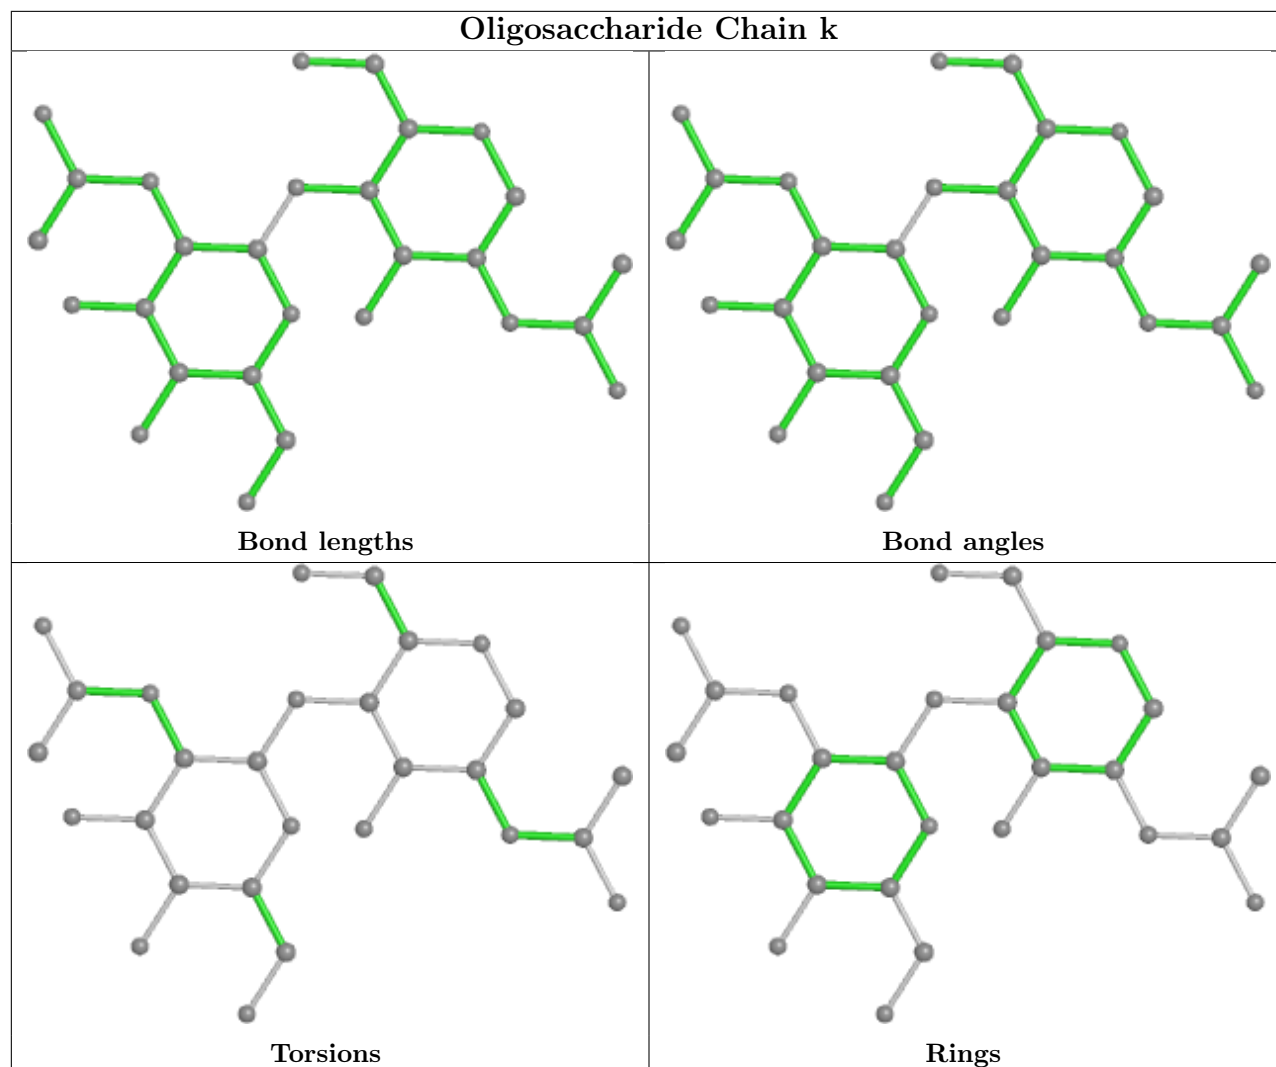 Oligosaccharide Chain k
Bond lengths
Bond angles
Torsions
Rings